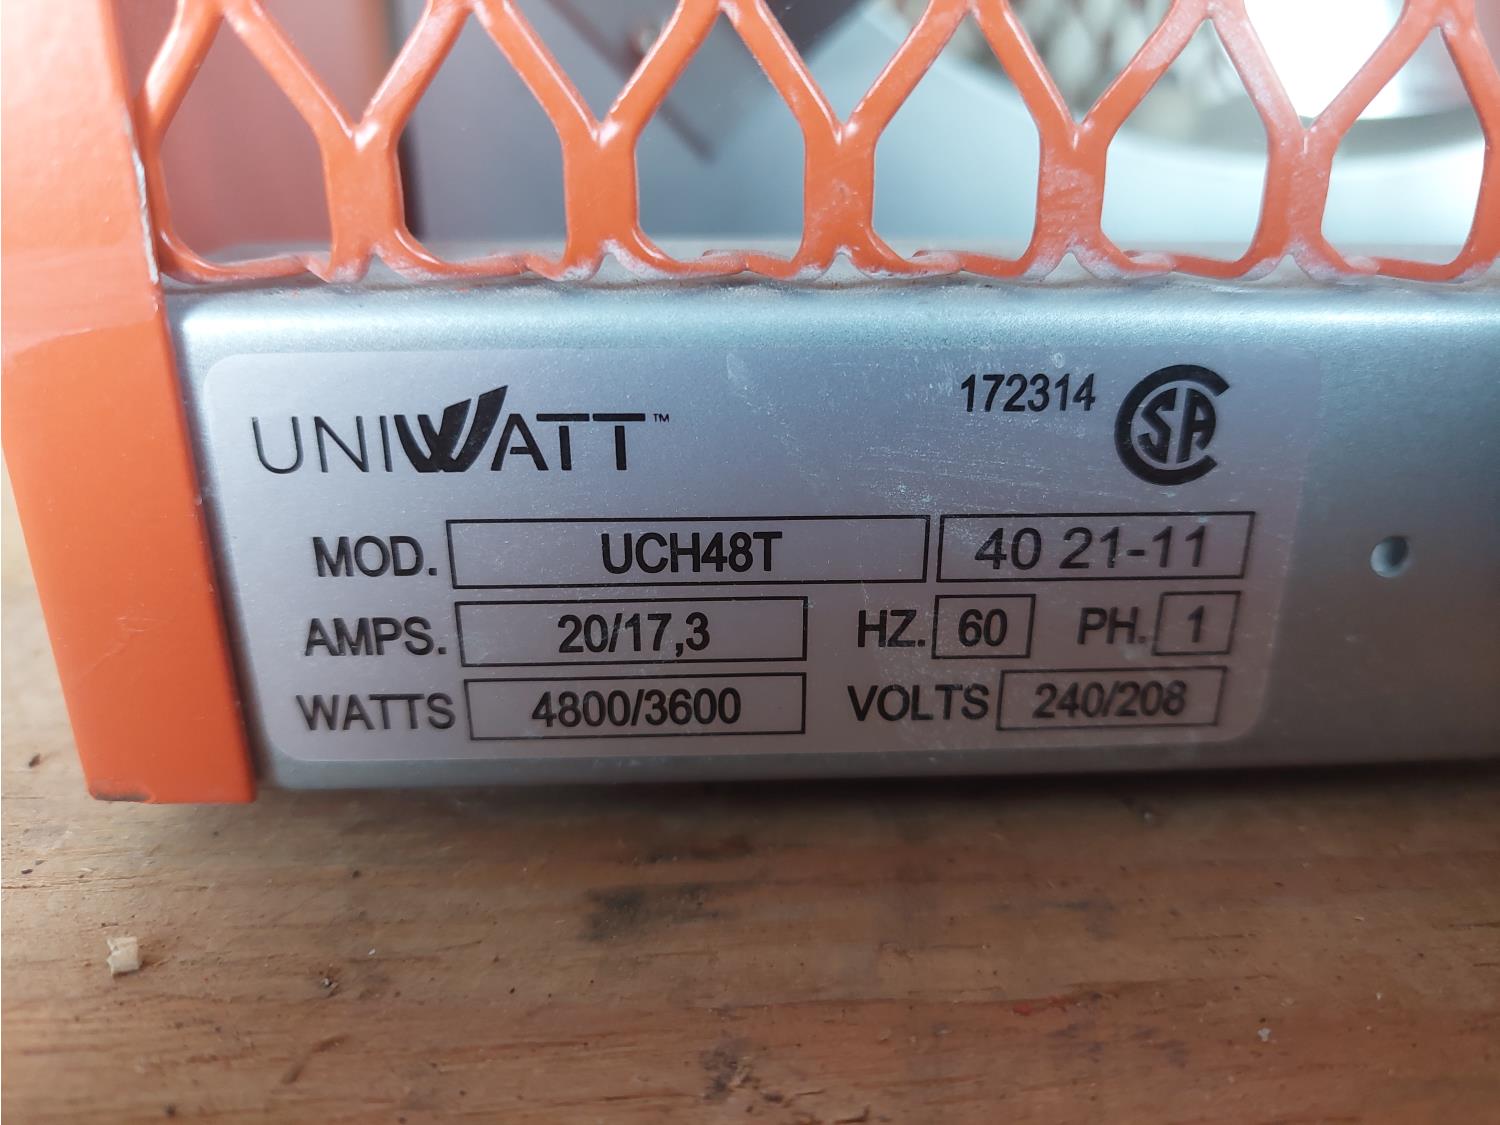 UNIWATT™
172314 CSA
MOD. UCH48T 40 21-11
AMPS. 20/17,3 HZ. 60 PH. 1
WATTS 4800/3600 VOLTS 240/208